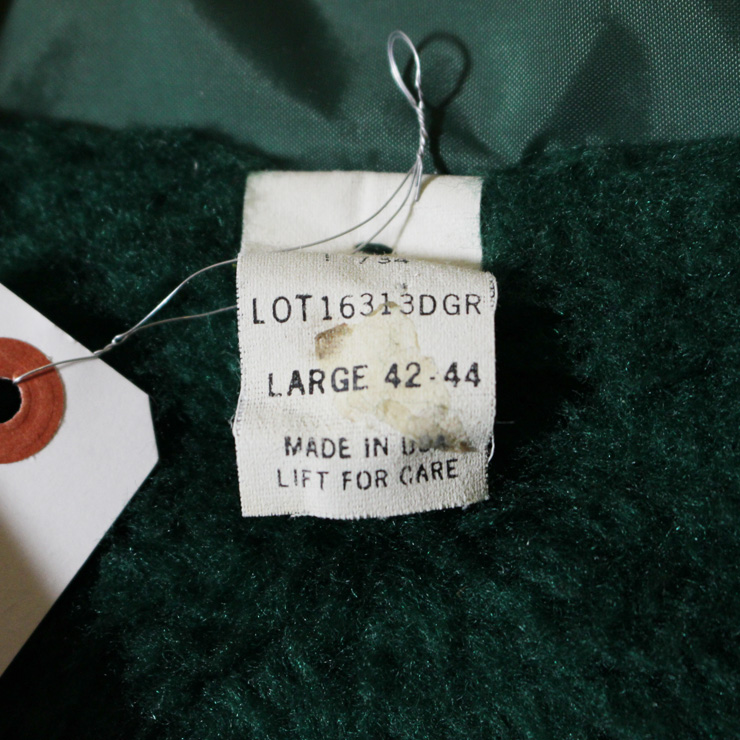 LOT16313DGR
LARGE 42-44
MADE IN USA
LIFT FOR CARE